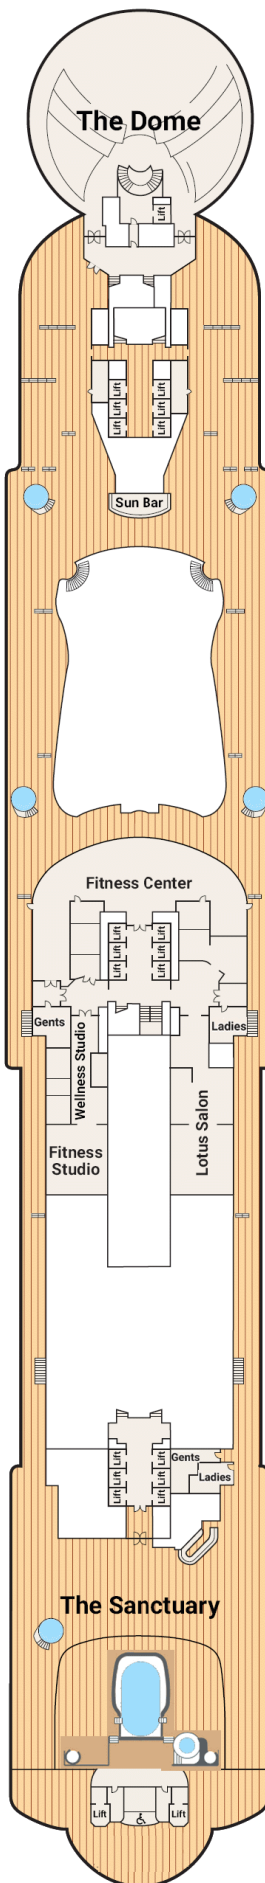 The Dome
Lift
Lift
Lift
Lift
Lift
Lift
Lift
Sun Bar
Fitness Center
Lift
Lift
Lift
Lift
Lift
Lift
Gents
Ladies
Wellness Studio
Fitness
Studio
Lotus Salon
Lift
Lift
Lift
Lift
Lift
Lift
Gents
Ladies
The Sanctuary
Lift
Lift